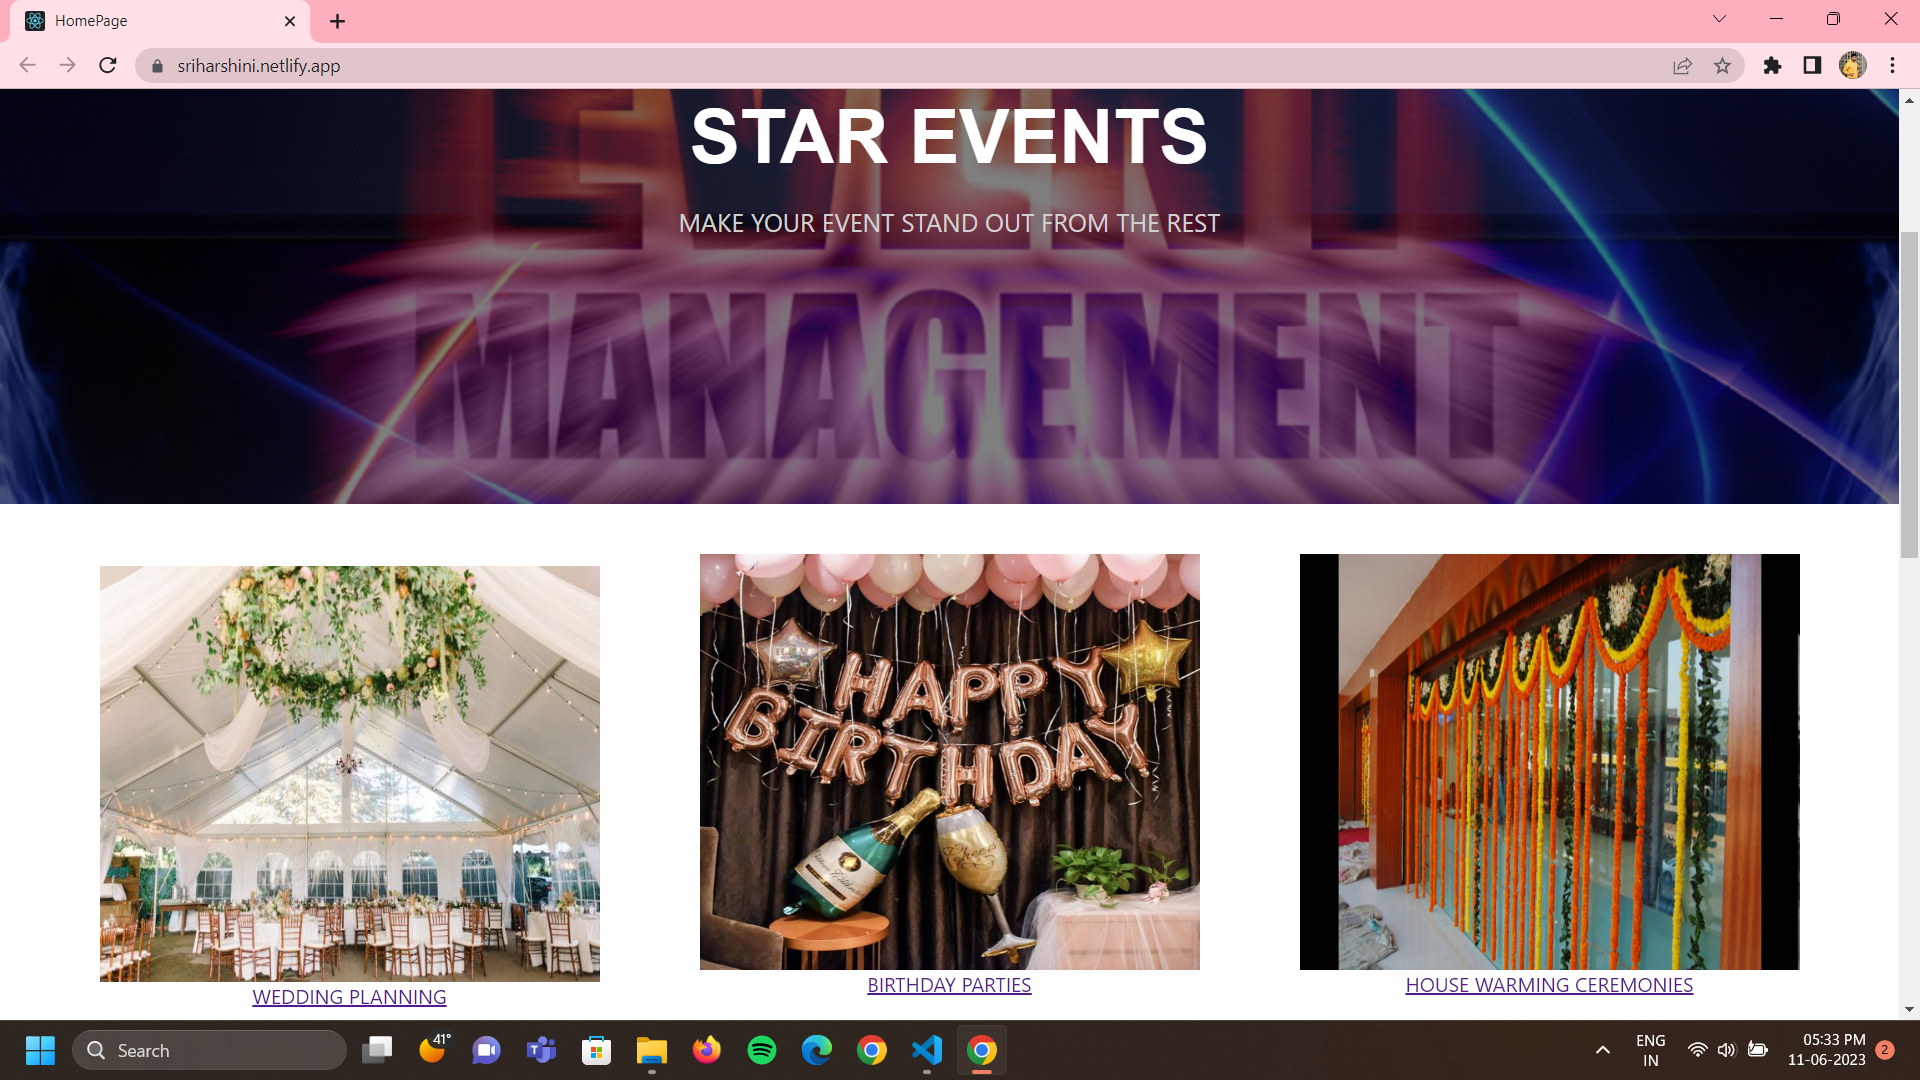 HomePage
sriharshini.netlify.app
EVENT
STAR EVENTS
MAKE YOUR EVENT STAND OUT FROM THE REST
MANAGEMENT
HAPPY
BIRTHDAY
WEDDING PLANNING
BIRTHDAY PARTIES
HOUSE WARMING CEREMONIES
Search
41°
ENG
IN
05:33 PM
11-06-2023
2